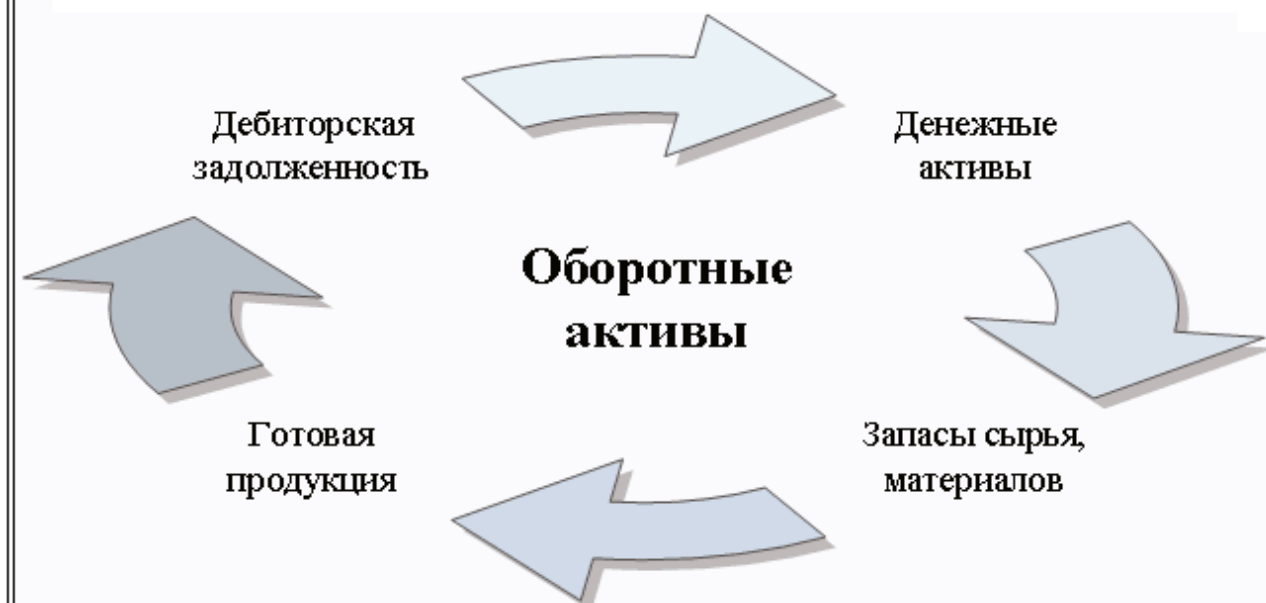 Дебиторская
задолженность
Денежные
активы
Оборотные
активы
Готовая
продукция
Запасы сырья,
материалов